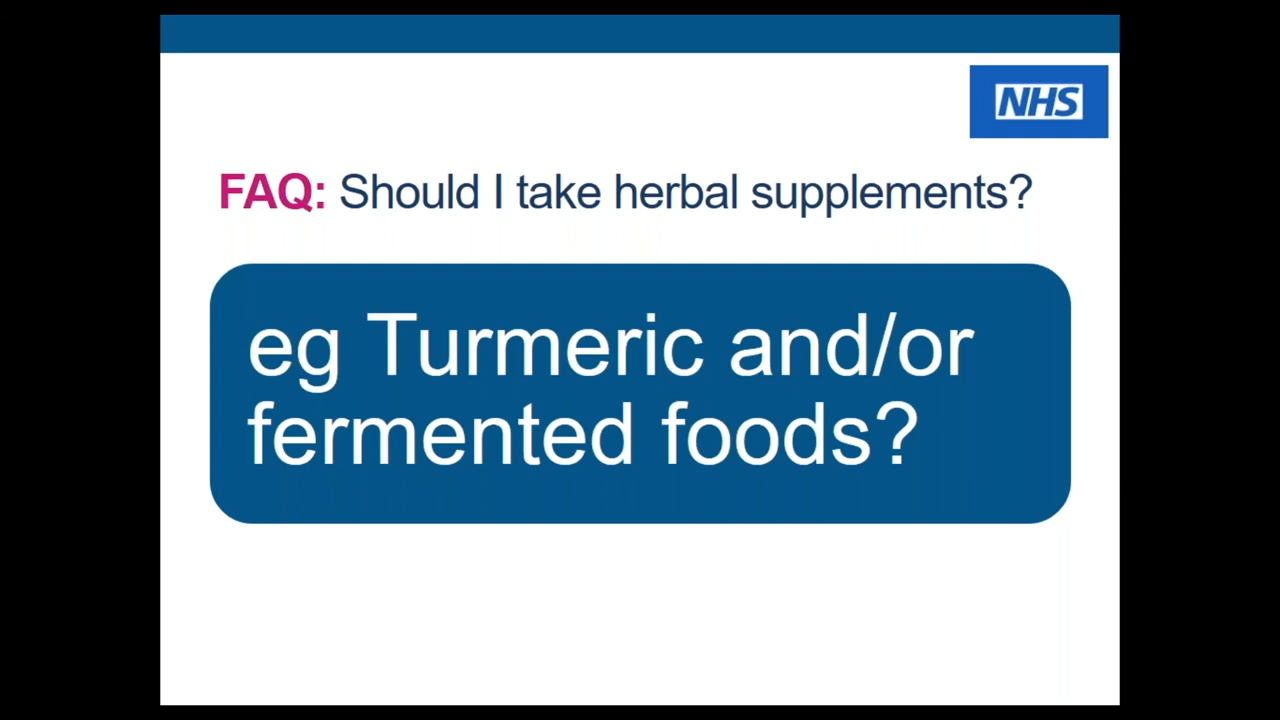 NHS
FAQ: Should I take herbal supplements?
eg Turmeric and/or
fermented foods?